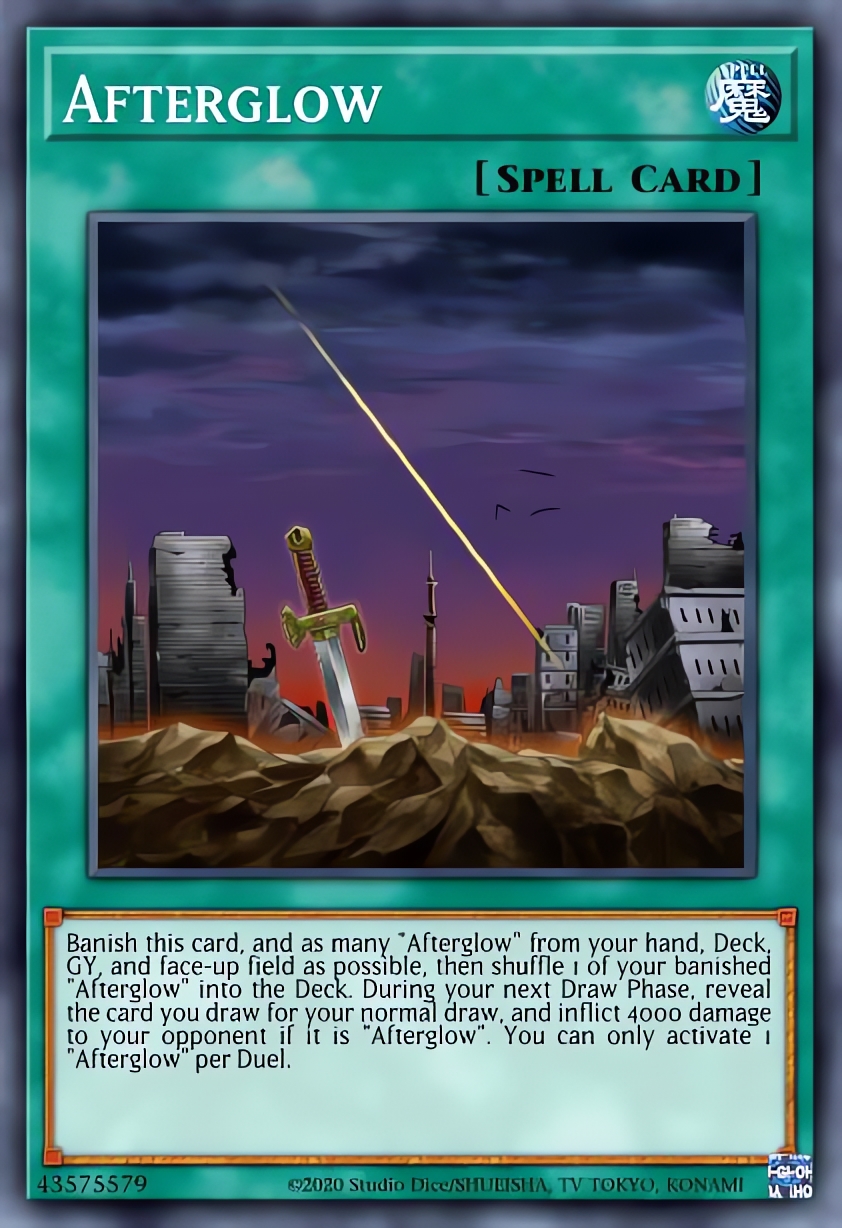 AFTERGLOW
魔
[SPELL CARD]
Banish this card, and as many "Afterglow" from your hand, Deck,
GY, and face-up field as possible, then shuffle 1 of your banished
"Afterglow" into the Deck. During your next Draw Phase, reveal
the card you draw for your normal draw, and inflict 4000 damage
to your opponent if it is "Afterglow". You can only activate 1
"Afterglow" per Duel.
43575579
©2020 Studio Dice/SHUEISHA, TV TOKYO, KONAMI